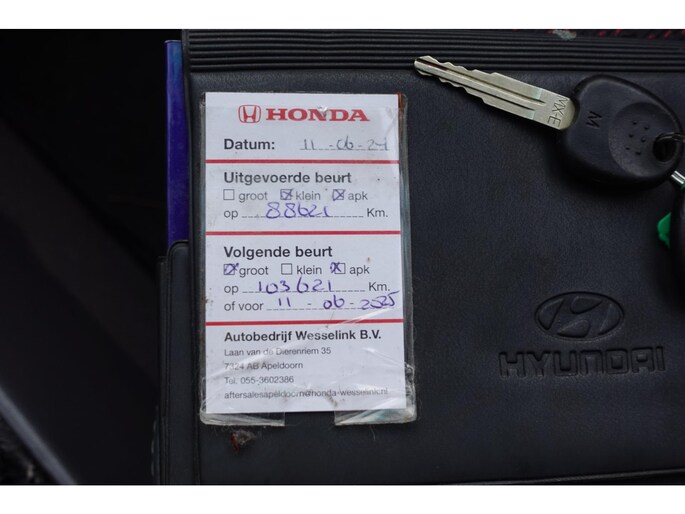 HONDA
Datum: 11-06-24
Uitgevoerde beurt
groot klein apk
op 88621 Km.
Volgende beurt
groot klein apk
op 103621 Km.
of voor 11-06-2025
Autobedrijf Wesselink B.V.
Laan van de Dierenriem 35
7324 AB Apeldoorn
Tel. 055-3602386
aftersalesapeldoorn@honda-wesselink.nl
M
HYUNDAI